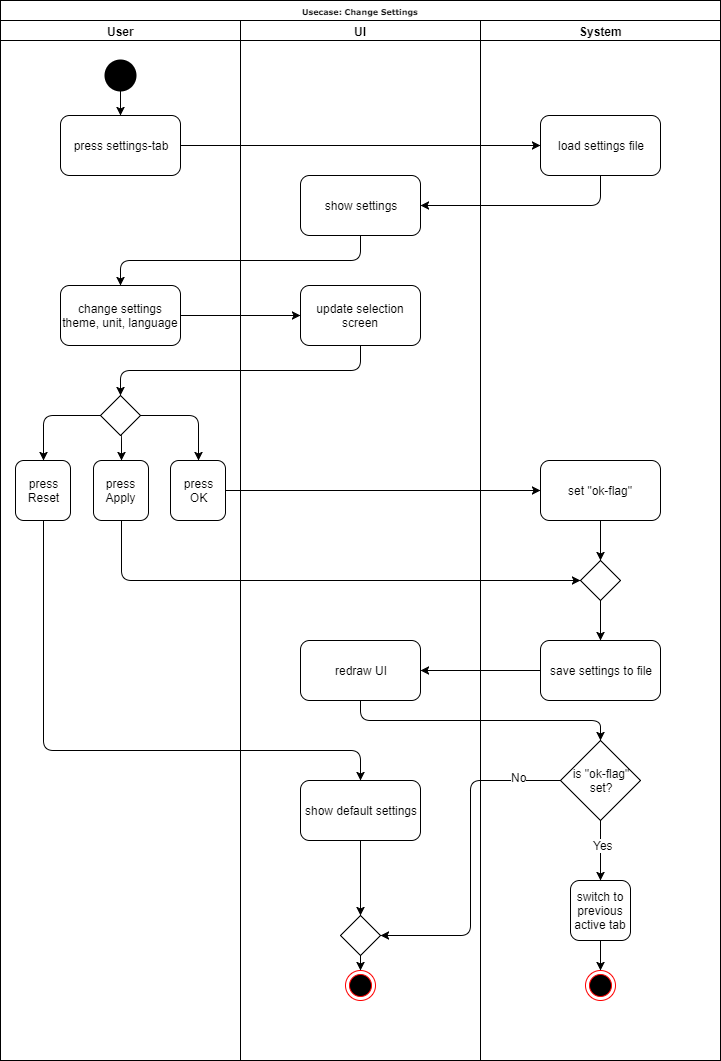 Usecase: Change Settings
User
UI
System
press settings-tab
load settings file
show settings
change settings
theme, unit, language
update selection
screen
press
Reset
press
Apply
press
OK
set "ok-flag"
redraw UI
save settings to file
is "ok-flag"
set?
No
show default settings
Yes
switch to
previous
active tab